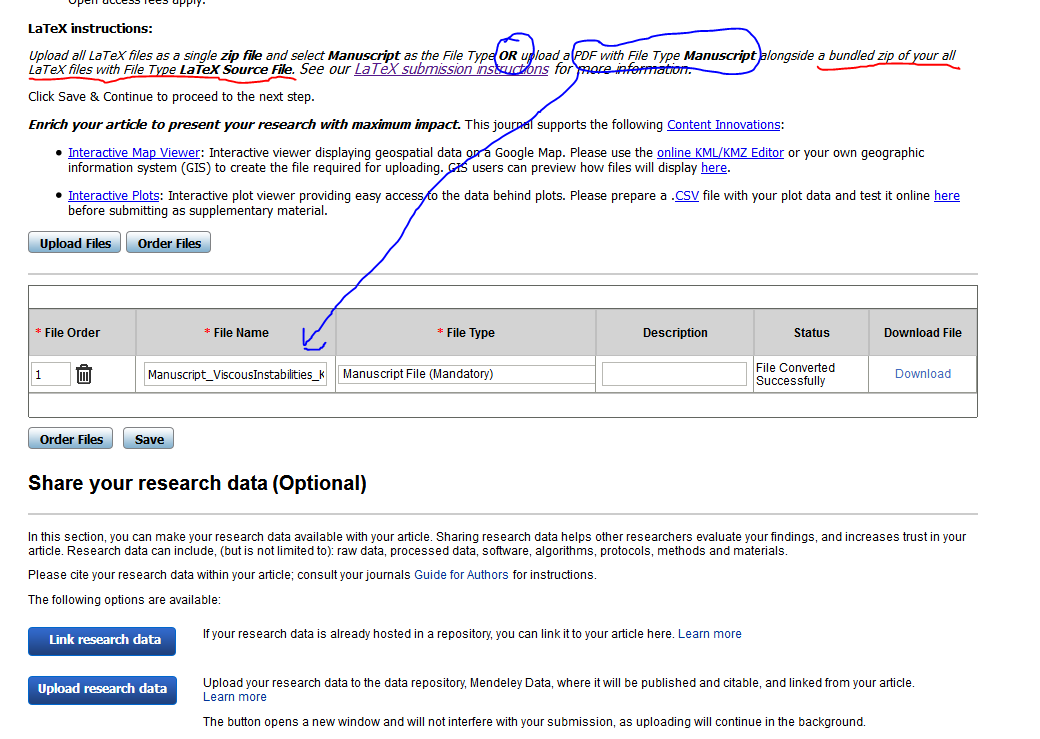 Open access fees apply.
LaTeX instructions:
Upload all LaTeX files as a single zip file and select Manuscript as the File Type OR upload a PDF with File Type Manuscript alongside a bundled zip of your all
LaTeX files with File Type LaTeX Source File. See our LaTeX submission instructions for more information.
Click Save & Continue to proceed to the next step.
Enrich your article to present your research with maximum impact. This journal supports the following Content Innovations:
• Interactive Map Viewer: Interactive viewer displaying geospatial data on a Google Map. Please use the online KML/KMZ Editor or your own geographic
information system (GIS) to create the file required for uploading. GIS users can preview how files will display here.
• Interactive Plots: Interactive plot viewer providing easy access to the data behind plots. Please prepare a .CSV file with your plot data and test it online here
before submitting as supplementary material.
Upload Files Order Files
* File Order * File Name * File Type Description Status Download File
1 Manuscript_ViscousInstabilities_K Manuscript File (Mandatory) File Converted
Successfully Download
Order Files Save
Share your research data (Optional)
In this section, you can make your research data available with your article. Sharing research data helps other researchers evaluate your findings, and increases trust in your
article. Research data can include, (but is not limited to): raw data, processed data, software, algorithms, protocols, methods and materials.
Please cite your research data within your article; consult your journals Guide for Authors for instructions.
The following options are available:
Link research data If your research data is already hosted in a repository, you can link it to your article here. Learn more
Upload research data Upload your research data to the data repository, Mendeley Data, where it will be published and citable, and linked from your article.
Learn more
The button opens a new window and will not interfere with your submission, as uploading will continue in the background.